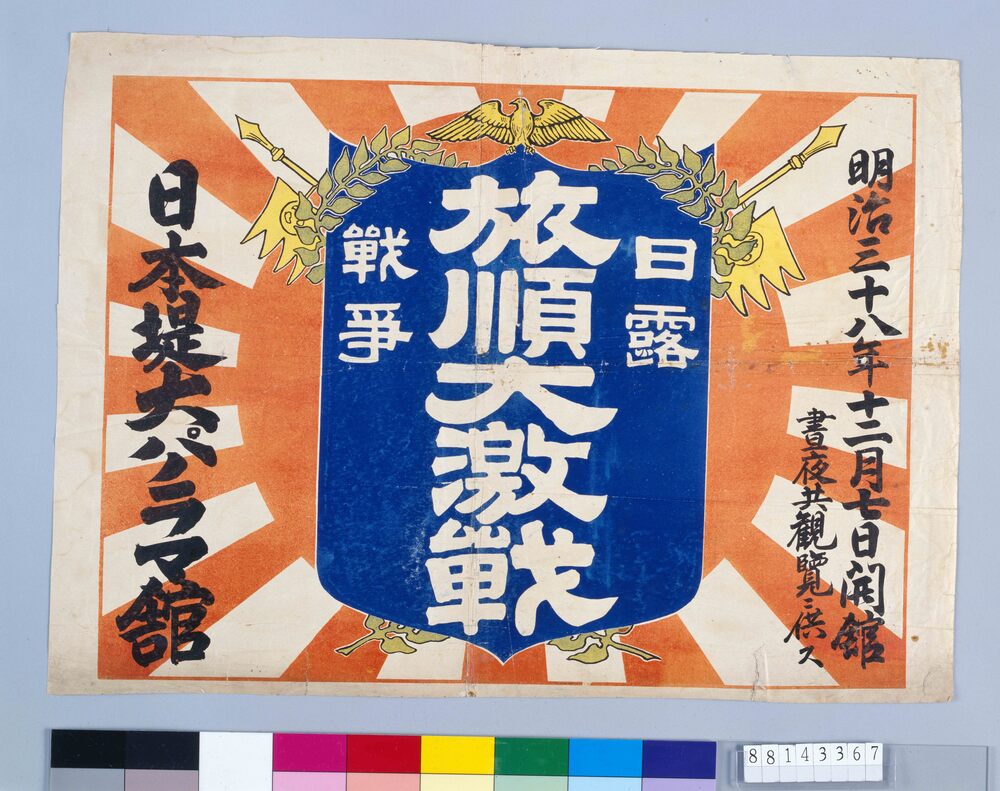 明治三十八年十二月七日開館
晝夜共観覽ニ供ス
日露
旅順大激戰
戰爭
日本堤大パノラマ舘
88143367